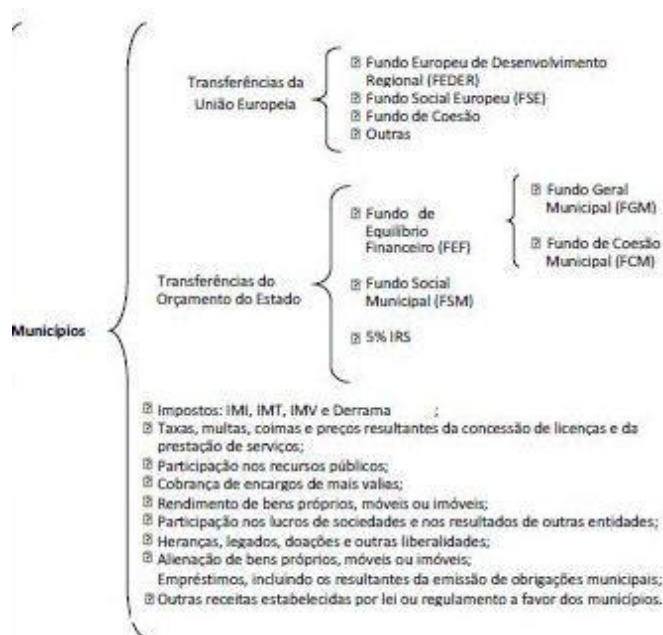 Municípios
Transferências da
União Europeia
Fundo Europeu de Desenvolvimento
Regional (FEDER)
Fundo Social Europeu (FSE)
Fundo de Coesão
Outras
Transferências do
Orçamento do Estado
Fundo de
Equilíbrio
Financeiro (FEF)
Fundo Geral
Municipal (FGM)
Fundo de Coesão
Municipal (FCM)
Fundo Social
Municipal (FSM)
5% IRS
Impostos: IMI, IMT, IMV e Derrama ;
Taxas, multas, coimas e preços resultantes da concessão de licenças e da
prestação de serviços;
Participação nos recursos públicos;
Cobrança de encargos de mais valias;
Rendimento de bens próprios, móveis ou imóveis;
Participação nos lucros de sociedades e nos resultados de outras entidades;
Heranças, legados, doações e outras liberalidades;
Alienação de bens próprios, móveis ou imóveis;
Empréstimos, incluindo os resultantes da emissão de obrigações municipais;
Outras receitas estabelecidas por lei ou regulamento a favor dos municípios.